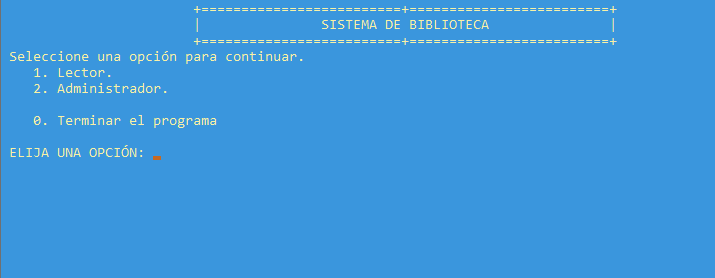 +=========================+=========================+
|               SISTEMA DE BIBLIOTECA               |
+=========================+=========================+
Seleccione una opción para continuar.
1. Lector.
2. Administrador.
0. Terminar el programa
ELIJA UNA OPCIÓN: